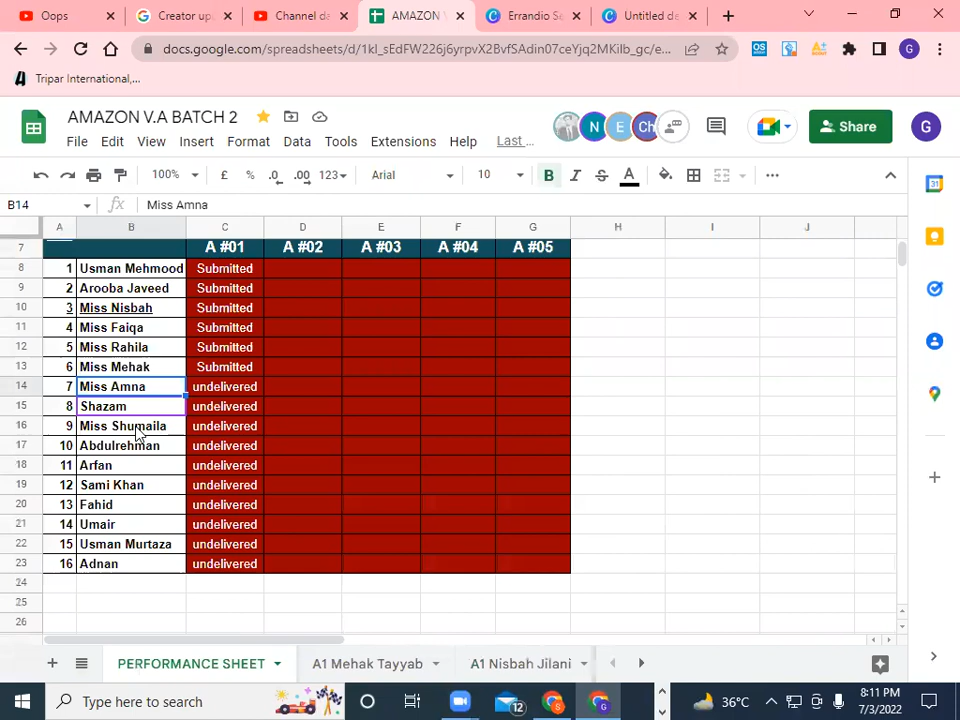 Oops
Creator up
Channel da
AMAZON V
Errandio Se
Untitled de
docs.google.com/spreadsheets/d/1kl_sEdFW226j6yrpvX2BvfSAdin07ceYjq2MKilb_gc/e...
G
Tripar International,...
AMAZON V.A BATCH 2
N E Ch
Share
G
File Edit View Insert Format Data Tools Extensions Help Last ...
100% £ % .0 .00 123 Arial 10 B I S A
B14 fx Miss Amna
A B C D E F G H I J
7 A #01 A #02 A #03 A #04 A #05
8 1 Usman Mehmood Submitted
9 2 Arooba Javeed Submitted
10 3 Miss Nisbah Submitted
11 4 Miss Faiqa Submitted
12 5 Miss Rahila Submitted
13 6 Miss Mehak Submitted
14 7 Miss Amna undelivered
15 8 Shazam undelivered
16 9 Miss Shumaila undelivered
17 10 Abdulrehman undelivered
18 11 Arfan undelivered
19 12 Sami Khan undelivered
20 13 Fahid undelivered
21 14 Umair undelivered
22 15 Usman Murtaza undelivered
23 16 Adnan undelivered
24
25
26
PERFORMANCE SHEET A1 Mehak Tayyab A1 Nisbah Jilani
Type here to search
12
36°C
8:11 PM
7/3/2022